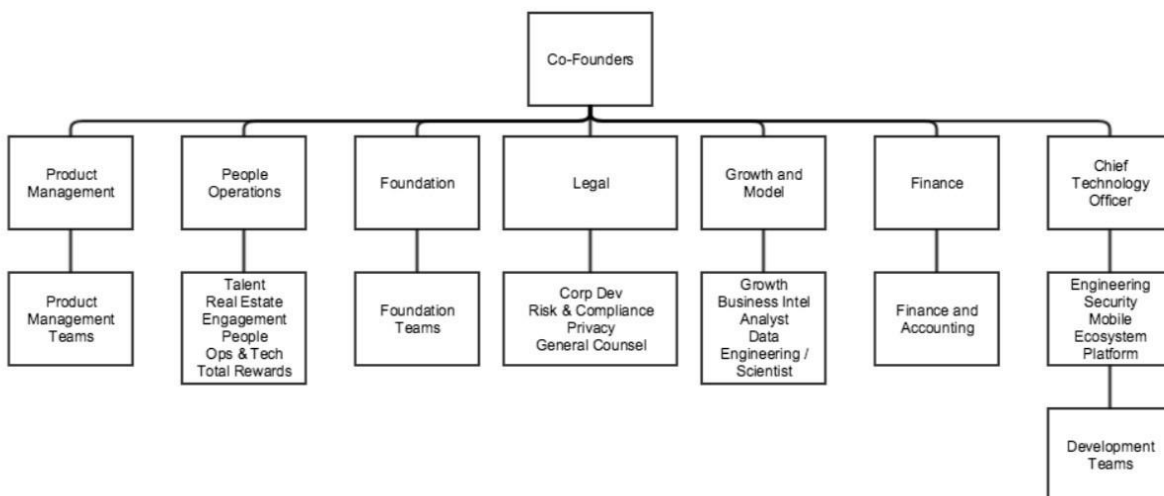 Co-Founders
Product
Management
People
Operations
Foundation
Legal
Growth and
Model
Finance
Chief
Technology
Officer
Product
Management
Teams
Talent
Real Estate
Engagement
People
Ops & Tech
Total Rewards
Foundation
Teams
Corp Dev
Risk & Compliance
Privacy
General Counsel
Growth
Business Intel
Analyst
Data
Engineering /
Scientist
Finance and
Accounting
Engineering
Security
Mobile
Ecosystem
Platform
Development
Teams